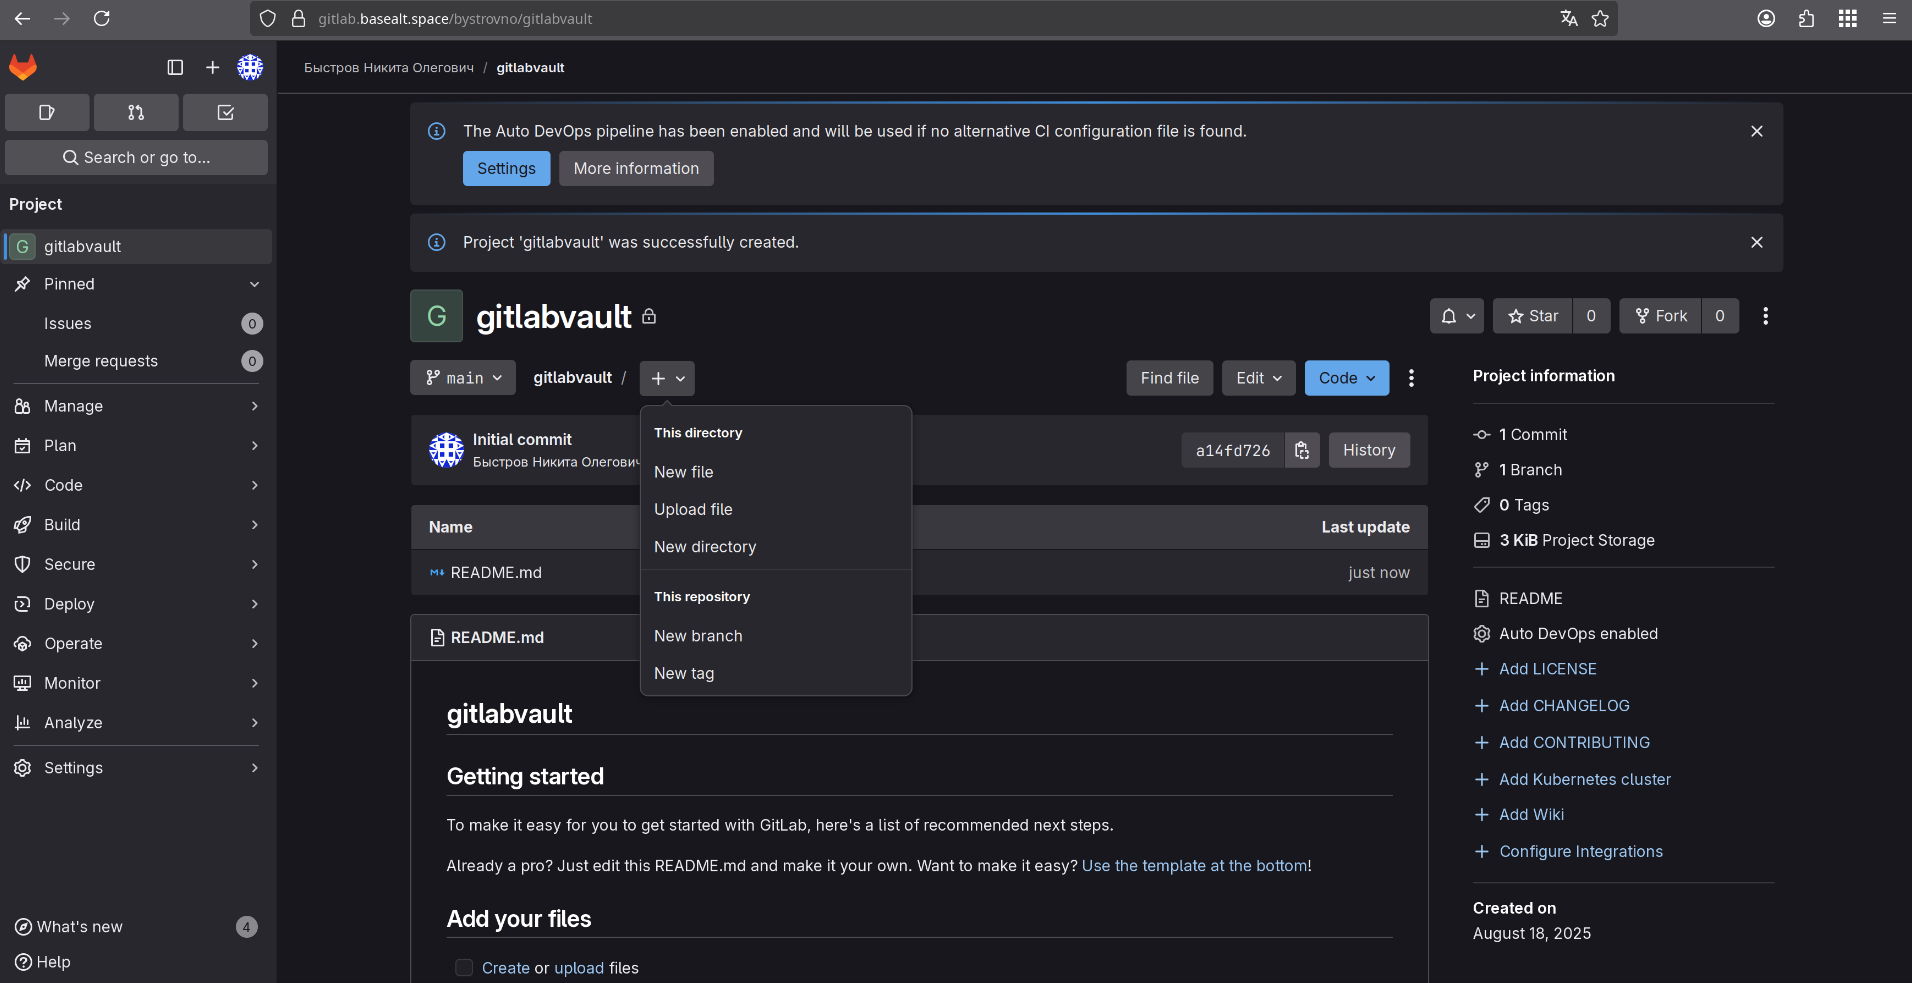 gitlab.basealt.space/bystrovno/gitlabvault
Быстров Никита Олегович / gitlabvault
Search or go to...
Project
G gitlabvault
Pinned
Issues 0
Merge requests 0
Manage
Plan
Code
Build
Secure
Deploy
Operate
Monitor
Analyze
Settings
What's new 4
Help
The Auto DevOps pipeline has been enabled and will be used if no alternative CI configuration file is found.
Settings More information
Project 'gitlabvault' was successfully created.
G gitlabvault
Star 0 Fork 0
main gitlabvault / + Find file Edit Code
This directory
New file
Upload file
New directory
This repository
New branch
New tag
Initial commit
Быстров Никита Олегович
a14fd726 History
Name Last update
README.md just now
README.md
gitlabvault
Getting started
To make it easy for you to get started with GitLab, here's a list of recommended next steps.
Already a pro? Just edit this README.md and make it your own. Want to make it easy? Use the template at the bottom!
Add your files
Create or upload files
Project information
1 Commit
1 Branch
0 Tags
3 KiB Project Storage
README
Auto DevOps enabled
Add LICENSE
Add CHANGELOG
Add CONTRIBUTING
Add Kubernetes cluster
Add Wiki
Configure Integrations
Created on
August 18, 2025